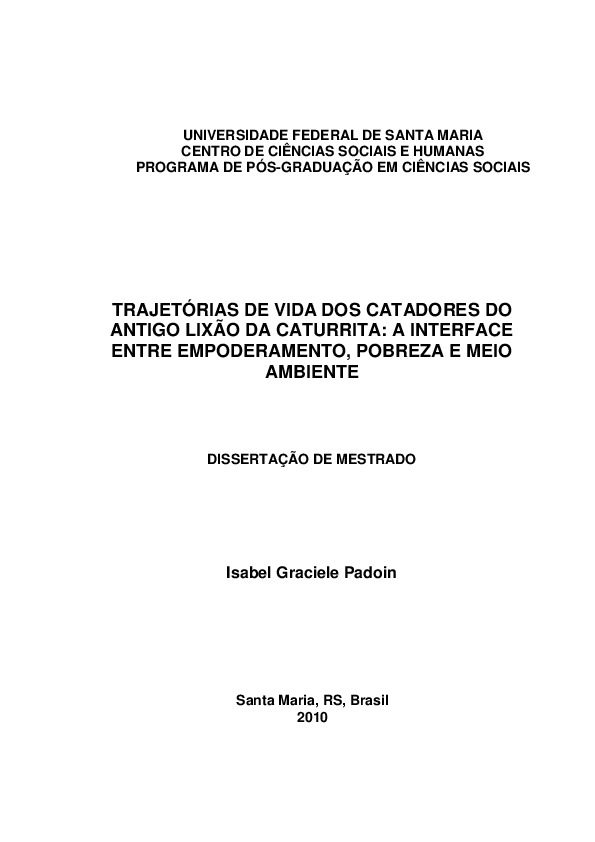 UNIVERSIDADE FEDERAL DE SANTA MARIA
CENTRO DE CIÊNCIAS SOCIAIS E HUMANAS
PROGRAMA DE PÓS-GRADUAÇÃO EM CIÊNCIAS SOCIAIS
TRAJETÓRIAS DE VIDA DOS CATADORES DO
ANTIGO LIXÃO DA CATURRITA: A INTERFACE
ENTRE EMPODERAMENTO, POBREZA E MEIO
AMBIENTE
DISSERTAÇÃO DE MESTRADO
Isabel Graciele Padoin
Santa Maria, RS, Brasil
2010